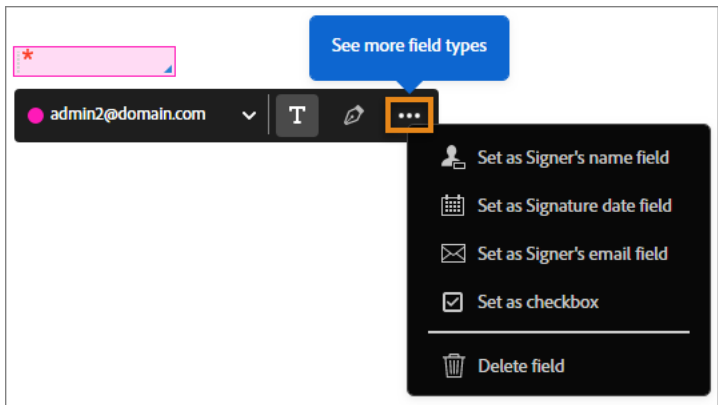 See more field types
*
admin2@domain.com
T
Set as Signer's name field
Set as Signature date field
Set as Signer's email field
Set as checkbox
Delete field